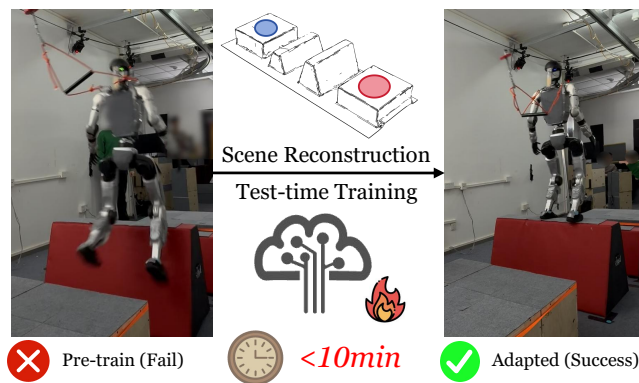 Scene Reconstruction
Test-time Training
<10min
Pre-train (Fail)
Adapted (Success)